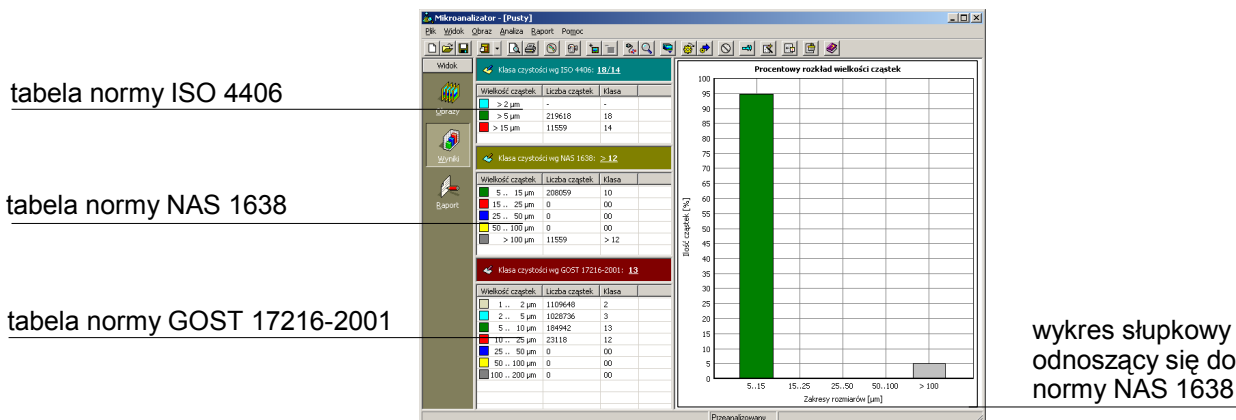 Mikroanalizator - [Pusty]
Plik Widok Obraz Analiza Raport Pomoc
Widok
Obrazy
Wyniki
Raport
tabela normy ISO 4406
tabela normy NAS 1638
tabela normy GOST 17216-2001
Klasa czystości wg ISO 4406: 18/14
Wielkość cząstek Liczba cząstek Klasa
> 2 µm - -
> 5 µm 219618 18
> 15 µm 11559 14
Klasa czystości wg NAS 1638: > 12
Wielkość cząstek Liczba cząstek Klasa
5 .. 15 µm 208059 10
15 .. 25 µm 0 00
25 .. 50 µm 0 00
50 .. 100 µm 0 00
> 100 µm 11559 > 12
Klasa czystości wg GOST 17216-2001: 13
Wielkość cząstek Liczba cząstek Klasa
1 .. 2 µm 1109648 2
2 .. 5 µm 1028736 3
5 .. 10 µm 184942 13
10 .. 25 µm 23118 12
25 .. 50 µm 0 00
50 .. 100 µm 0 00
100 .. 200 µm 0 00
Procentowy rozkład wielkości cząstek
Ilość cząstek [%]
100
95
90
85
80
75
70
65
60
55
50
45
40
35
30
25
20
15
10
5
0
5..15 15..25 25..50 50..100 > 100
Zakresy rozmiarów [µm]
Przeanalizowany
wykres słupkowy
odnoszący się do
normy NAS 1638